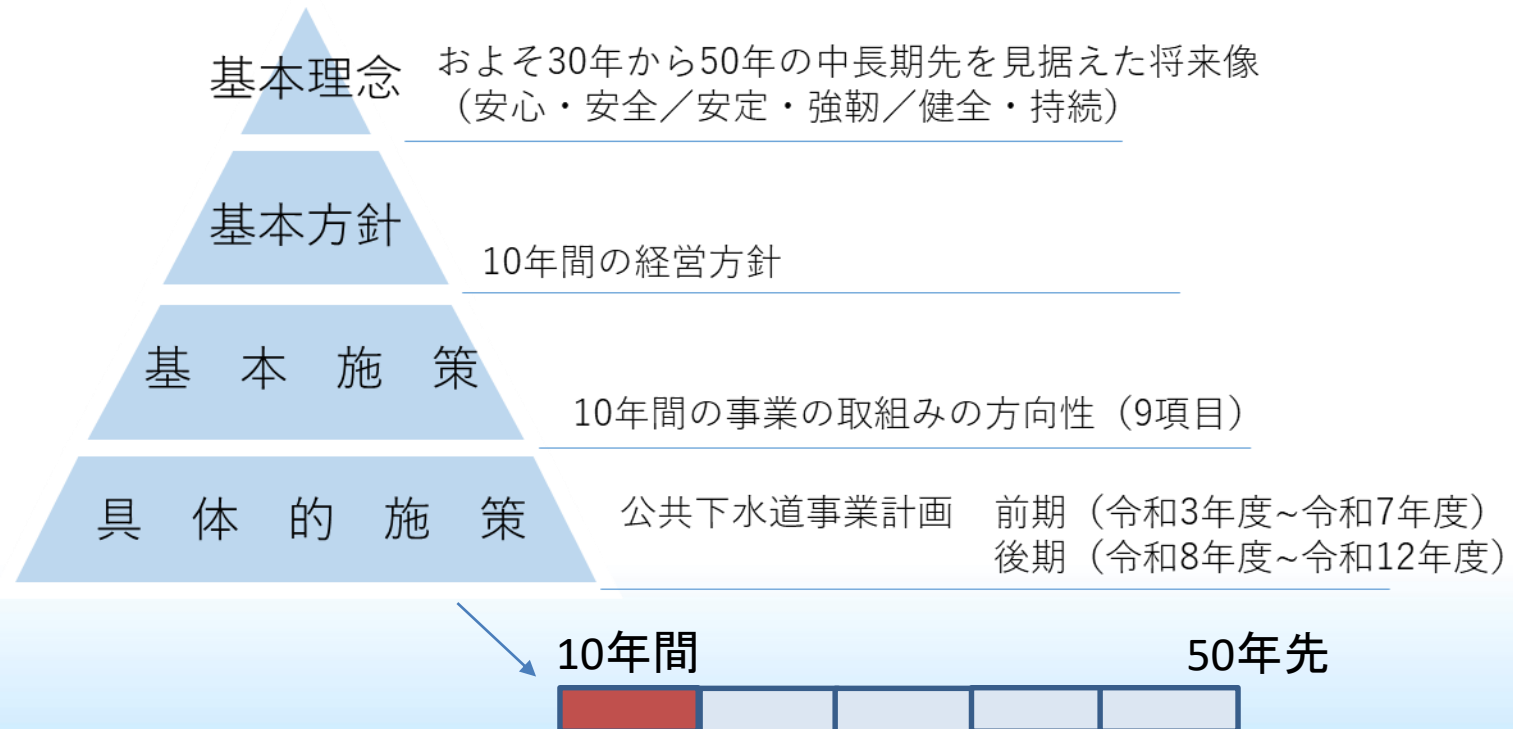 基本理念
およそ30年から50年の中長期先を見据えた将来像
（安心・安全／安定・強靭／健全・持続）
基本方針
10年間の経営方針
基　本　施　策
10年間の事業の取組みの方向性（9項目）
具　体　的　施　策
公共下水道事業計画　前期（令和3年度~令和7年度）
後期（令和8年度~令和12年度）
10年間
50年先